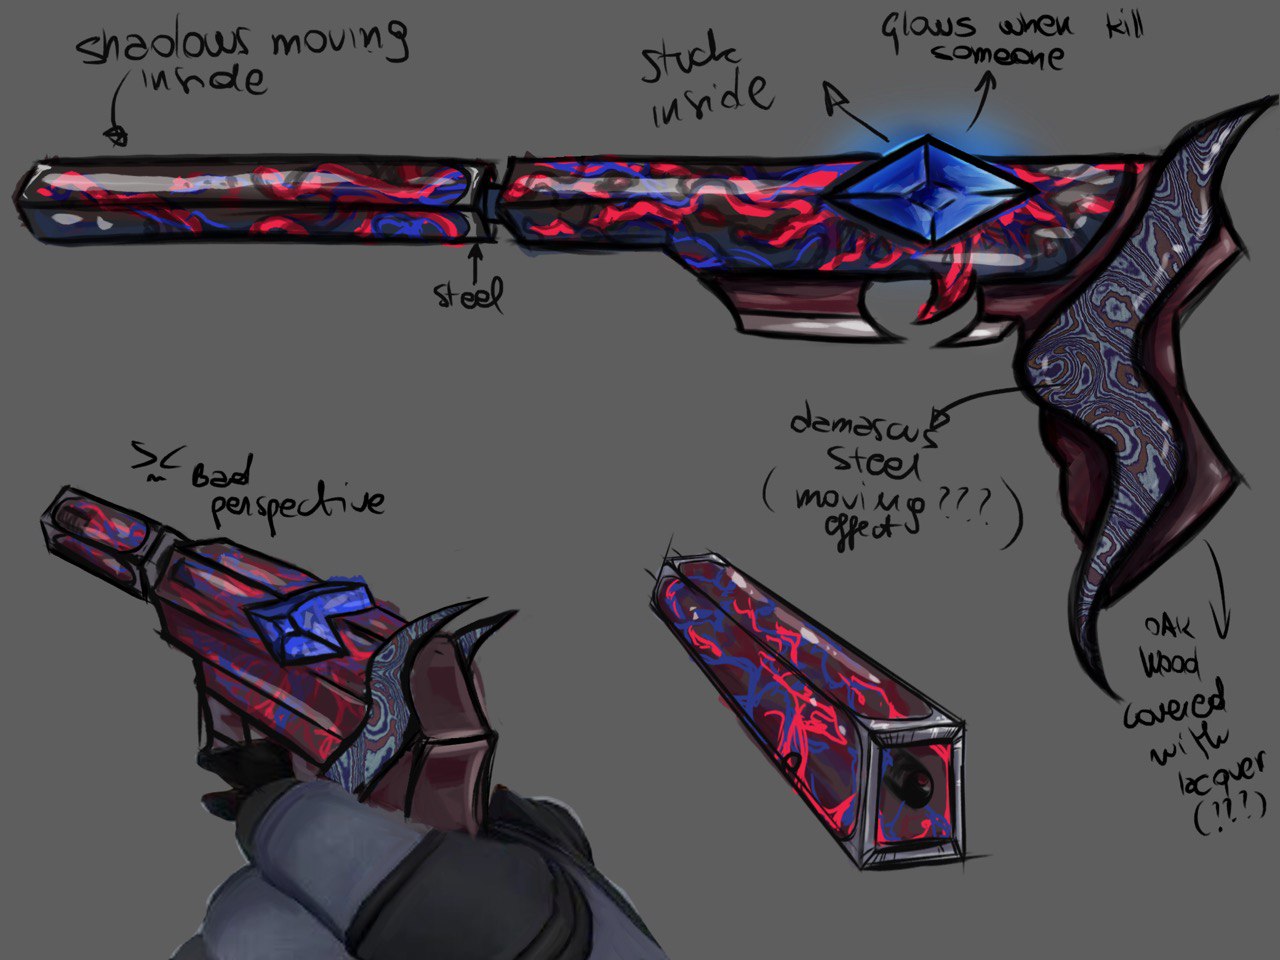 shadows moving
inside
stuck
inside
Glows when kill
someone
steel
damascus
steel
(moving???)
effect
>:C Bad
perspective
OAK
wood
covered
with
lacquer
(???)